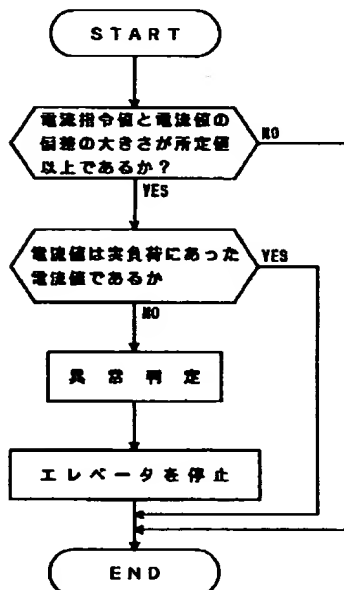 START
電流指令値と電流値の
偏差の大きさが所定値
以上であるか？
NO
YES
電流値は実負荷にあった
電流値であるか
YES
NO
異常判定
エレベータを停止
END